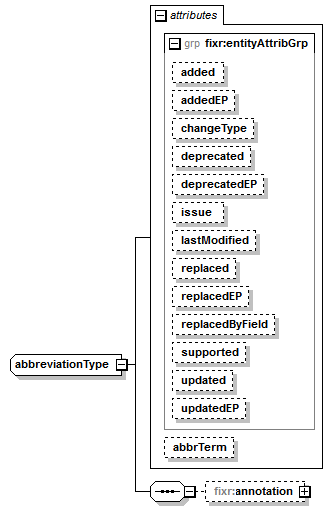 attributes
grp fixr:entityAttribGrp
added
addedEP
changeType
deprecated
deprecatedEP
issue
lastModified
replaced
replacedEP
replacedByField
supported
updated
updatedEP
abbreviationType
abbrTerm
fixr:annotation